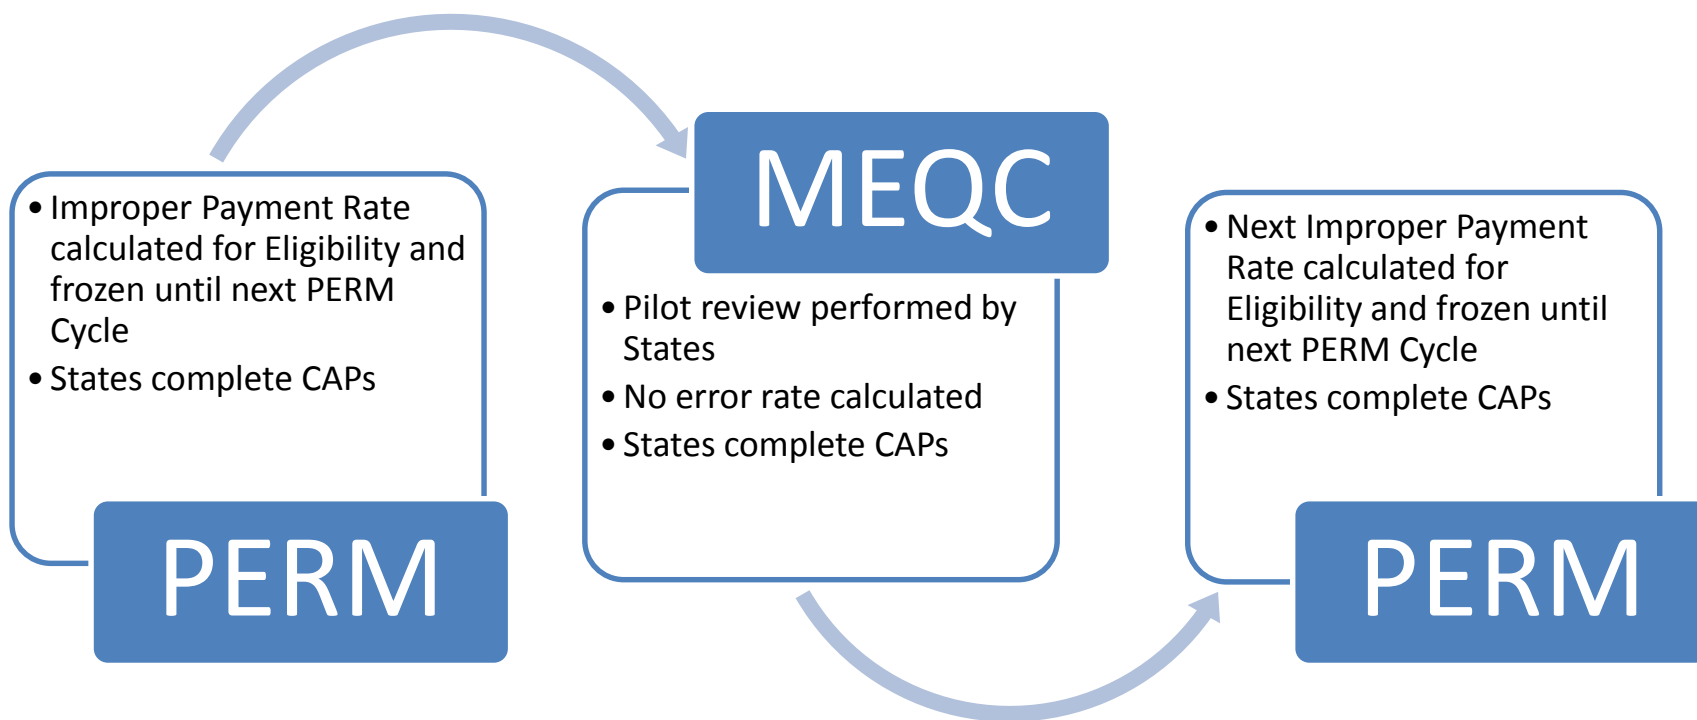 • Improper Payment Rate
calculated for Eligibility and
frozen until next PERM
Cycle
• States complete CAPs
PERM
MEQC
• Pilot review performed by
States
• No error rate calculated
• States complete CAPs
• Next Improper Payment
Rate calculated for
Eligibility and frozen until
next PERM Cycle
• States complete CAPs
PERM